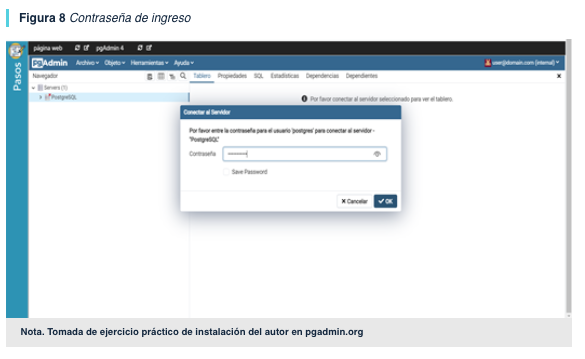 Figura 8 Contraseña de ingreso
página web pgAdmin 4
pgAdmin Archivo Objeto Herramientas Ayuda user@domain.com (internal)
Pasos
Navegador Tablero Propiedades SQL Estadísticas Dependencias Dependientes x
Servers (1)
PostgreSQL
Por favor conectar al servidor seleccionado para ver el tablero.
Conectar al Servidor
Por favor entre la contraseña para el usuario 'postgres' para conectar al servidor -
"PostgreSQL"
Contraseña
Save Password
Cancelar OK
Nota. Tomada de ejercicio práctico de instalación del autor en pgadmin.org